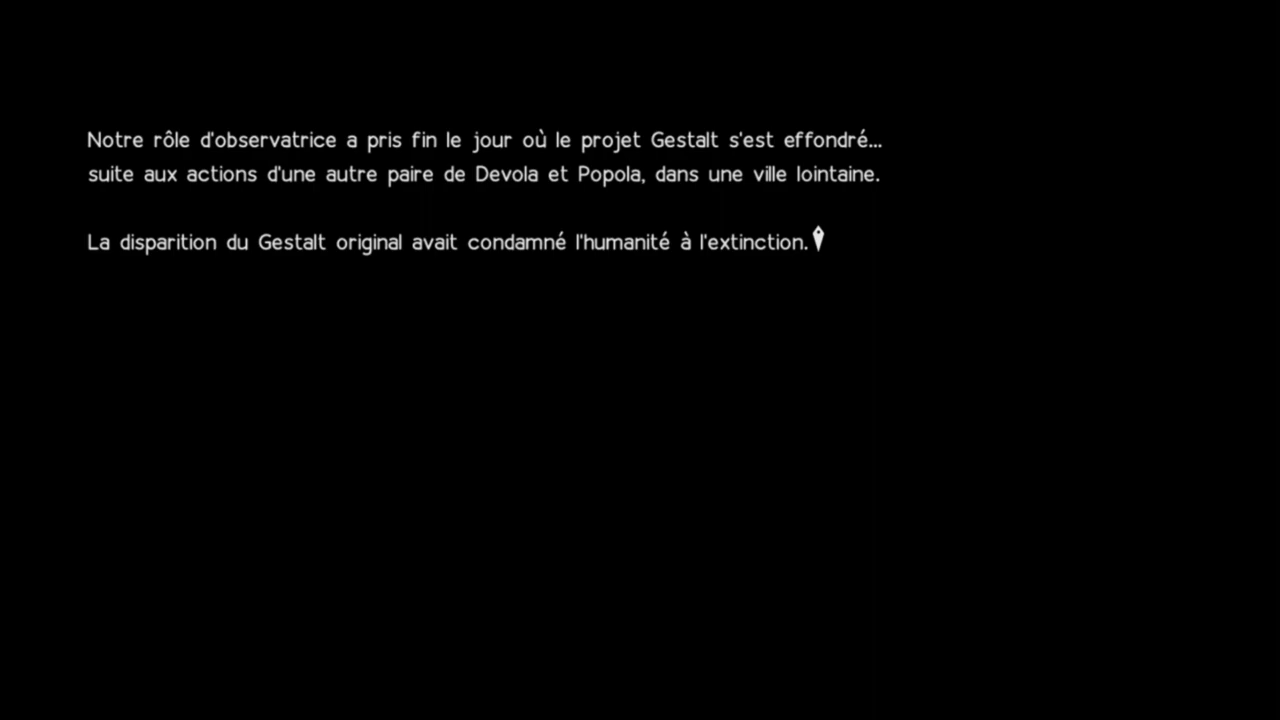 Notre rôle d'observatrice a pris fin le jour où le projet Gestalt s'est effondré...
suite aux actions d'une autre paire de Devola et Popola, dans une ville lointaine.
La disparition du Gestalt original avait condamné l'humanité à l'extinction.